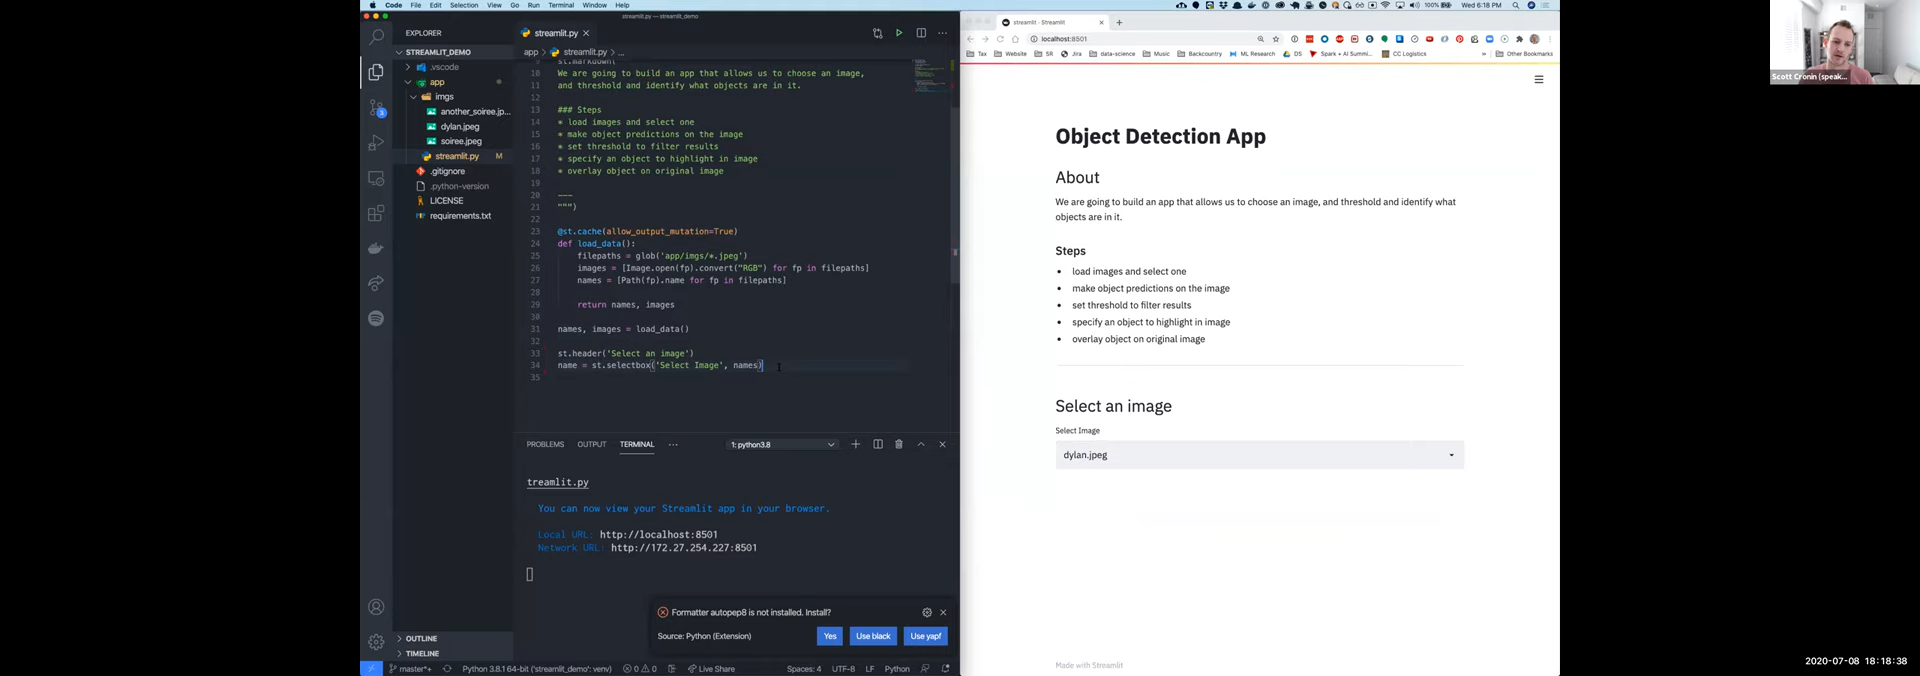 Code File Edit Selection View Go Run Terminal Window Help
100% Wed 6:18 PM
streamlit.py — streamlit_demo
EXPLORER
STREAMLIT_DEMO
.vscode
app
imgs
another_soiree.jp...
dylan.jpeg
soiree.jpeg
streamlit.py M
.gitignore
.python-version
LICENSE
requirements.txt
OUTLINE
TIMELINE
3
streamlit.py
app > streamlit.py > ...
9 st.markdown(
10 We are going to build an app that allows us to choose an image,
11 and threshold and identify what objects are in it.
12
13 ### Steps
14 * load images and select one
15 * make object predictions on the image
16 * set threshold to filter results
17 * specify an object to highlight in image
18 * overlay object on original image
19
20 ---
21 """)
22
23 @st.cache(allow_output_mutation=True)
24 def load_data():
25 filepaths = glob('app/imgs/*.jpeg')
26 images = [Image.open(fp).convert("RGB") for fp in filepaths]
27 names = [Path(fp).name for fp in filepaths]
28
29 return names, images
30
31 names, images = load_data()
32
33 st.header('Select an image')
34 name = st.selectbox('Select Image', names)
35
PROBLEMS OUTPUT TERMINAL ... 1: python3.8
treamlit.py
You can now view your Streamlit app in your browser.
Local URL: http://localhost:8501
Network URL: http://172.27.254.227:8501
Formatter autopep8 is not installed. Install?
Source: Python (Extension) Yes Use black Use yapf
master*+ Python 3.8.1 64-bit ('streamlit_demo': venv) 0 0 Live Share Spaces: 4 UTF-8 LF Python
streamlit · Streamlit
localhost:8501
Tax Website SR Jira data-science Music Backcountry ML Research DS Spark + AI Summi... CC Logistics » Other Bookmarks
Object Detection App
About
We are going to build an app that allows us to choose an image, and threshold and identify what
objects are in it.
Steps
• load images and select one
• make object predictions on the image
• set threshold to filter results
• specify an object to highlight in image
• overlay object on original image
Select an image
Select Image
dylan.jpeg
Made with Streamlit
Scott Cronin (speak...
2020-07-08 18:18:38